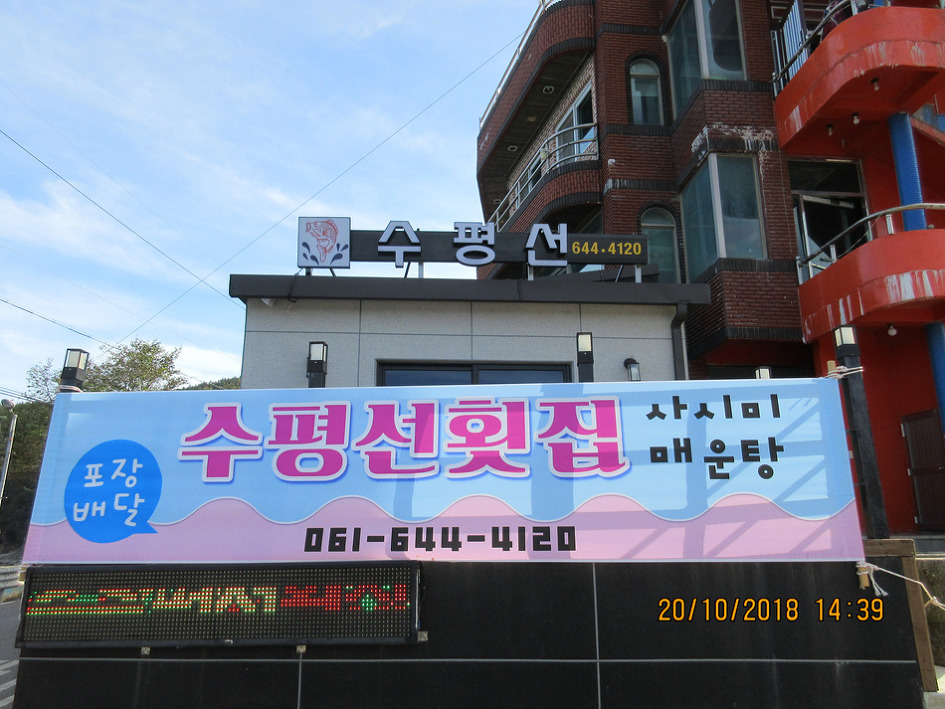 수평선 644·4120
수평선횟집
사시미
매운탕
포장
배달
061-644-4120
20/10/2018 14:39